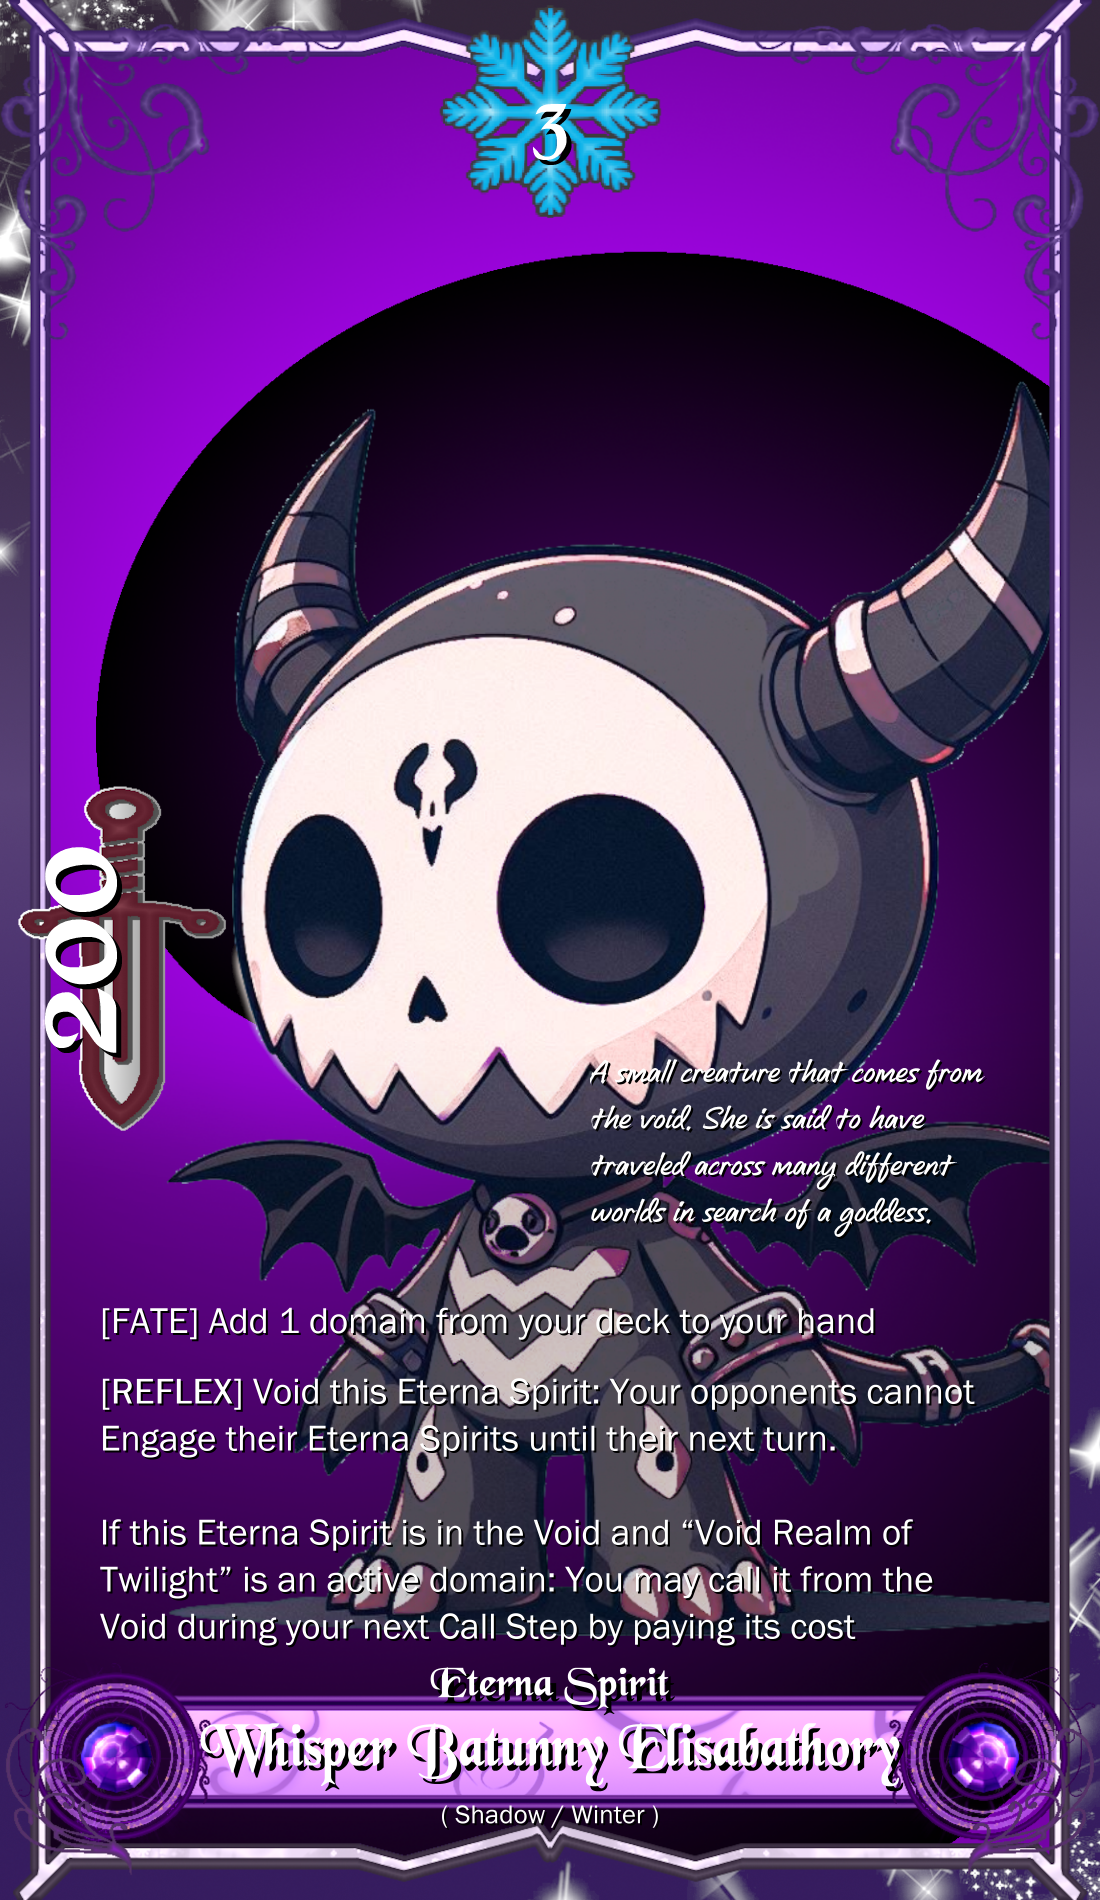 3
200
A small creature that comes from
the void. She is said to have
traveled across many different
worlds in search of a goddess.
[FATE] Add 1 domain from your deck to your hand
[REFLEX] Void this Eterna Spirit: Your opponents cannot
Engage their Eterna Spirits until their next turn.
If this Eterna Spirit is in the Void and “Void Realm of
Twilight” is an active domain: You may call it from the
Void during your next Call Step by paying its cost
Eterna Spirit
Whisper Batunny Elisabathory
( Shadow / Winter )